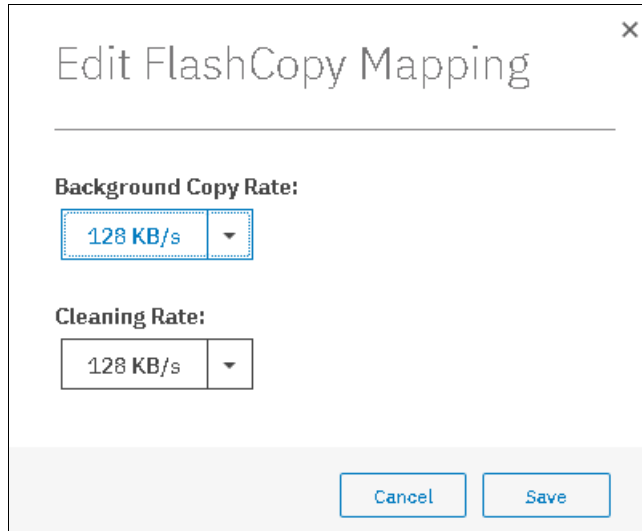 Edit FlashCopy Mapping
Background Copy Rate:
128 KB/s
Cleaning Rate:
128 KB/s
Cancel Save